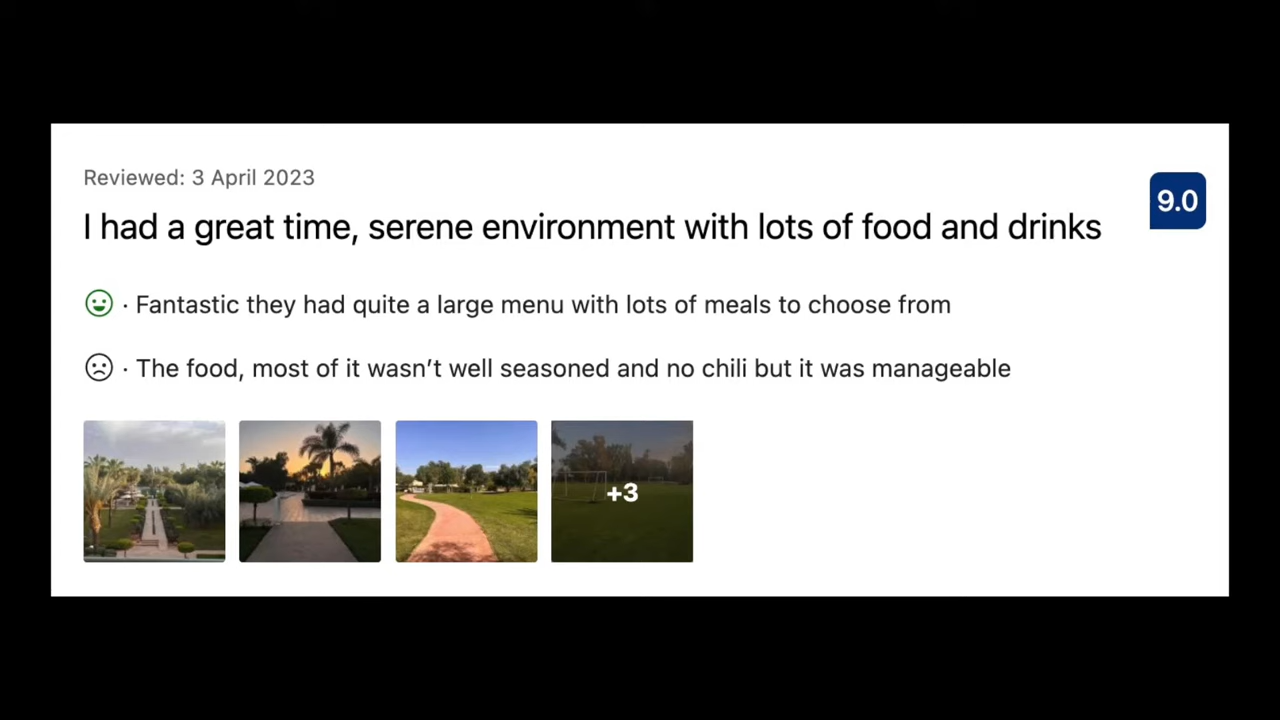 Reviewed: 3 April 2023
9.0
I had a great time, serene environment with lots of food and drinks
· Fantastic they had quite a large menu with lots of meals to choose from
· The food, most of it wasn’t well seasoned and no chili but it was manageable
+3